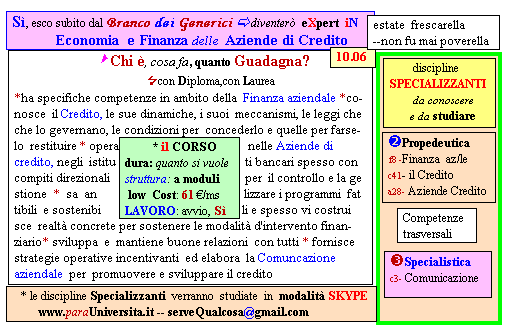 Sì, esco subito dal Branco dei Generici ➪diventerò eXpert iN
Economia e Finanza delle Aziende di Credito
estate frescarella
--non fu mai poverella
Chi è, cosa fa, quanto Guadagna?
10.06
con Diploma,con Laurea
*ha specifiche competenze in ambito della Finanza aziendale *co-
nosce il Credito, le sue dinamiche, i suoi meccanismi, le leggi che
che lo governano, le condizioni per concederlo e quelle per farse-
lo restituire * opera nelle Aziende di
credito, negli istitu ti bancari spesso con
compiti direzionali per il controllo e la ge
stione * sa an lizzare i programmi fat
tibili e sostenibi li e spesso vi costrui
sce realtà concrete per sostenere le modalità d'intervento finan-
ziario* sviluppa e mantiene buone relazioni con tutti * fornisce
strategie operative incentivanti ed elabora la Comuncazione
aziendale per promuovere e sviluppare il credito
* il CORSO
dura: quanto si vuole
struttura: a moduli
low Cost: 61 €/ms
LAVORO: avvio, Sì
discipline
SPECIALIZZANTI
da conoscere
e da studiare
❷Propedeutica
f8 -Finanza az/le
c41- il Credito
a28- Aziende Credito
Competenze
trasversali
❸Specialistica
c3- Comunicazione
* le discipline Specializzanti verranno studiate in modalità SKYPE
www.paraUniversita.it -- serveQualcosa@gmail.com